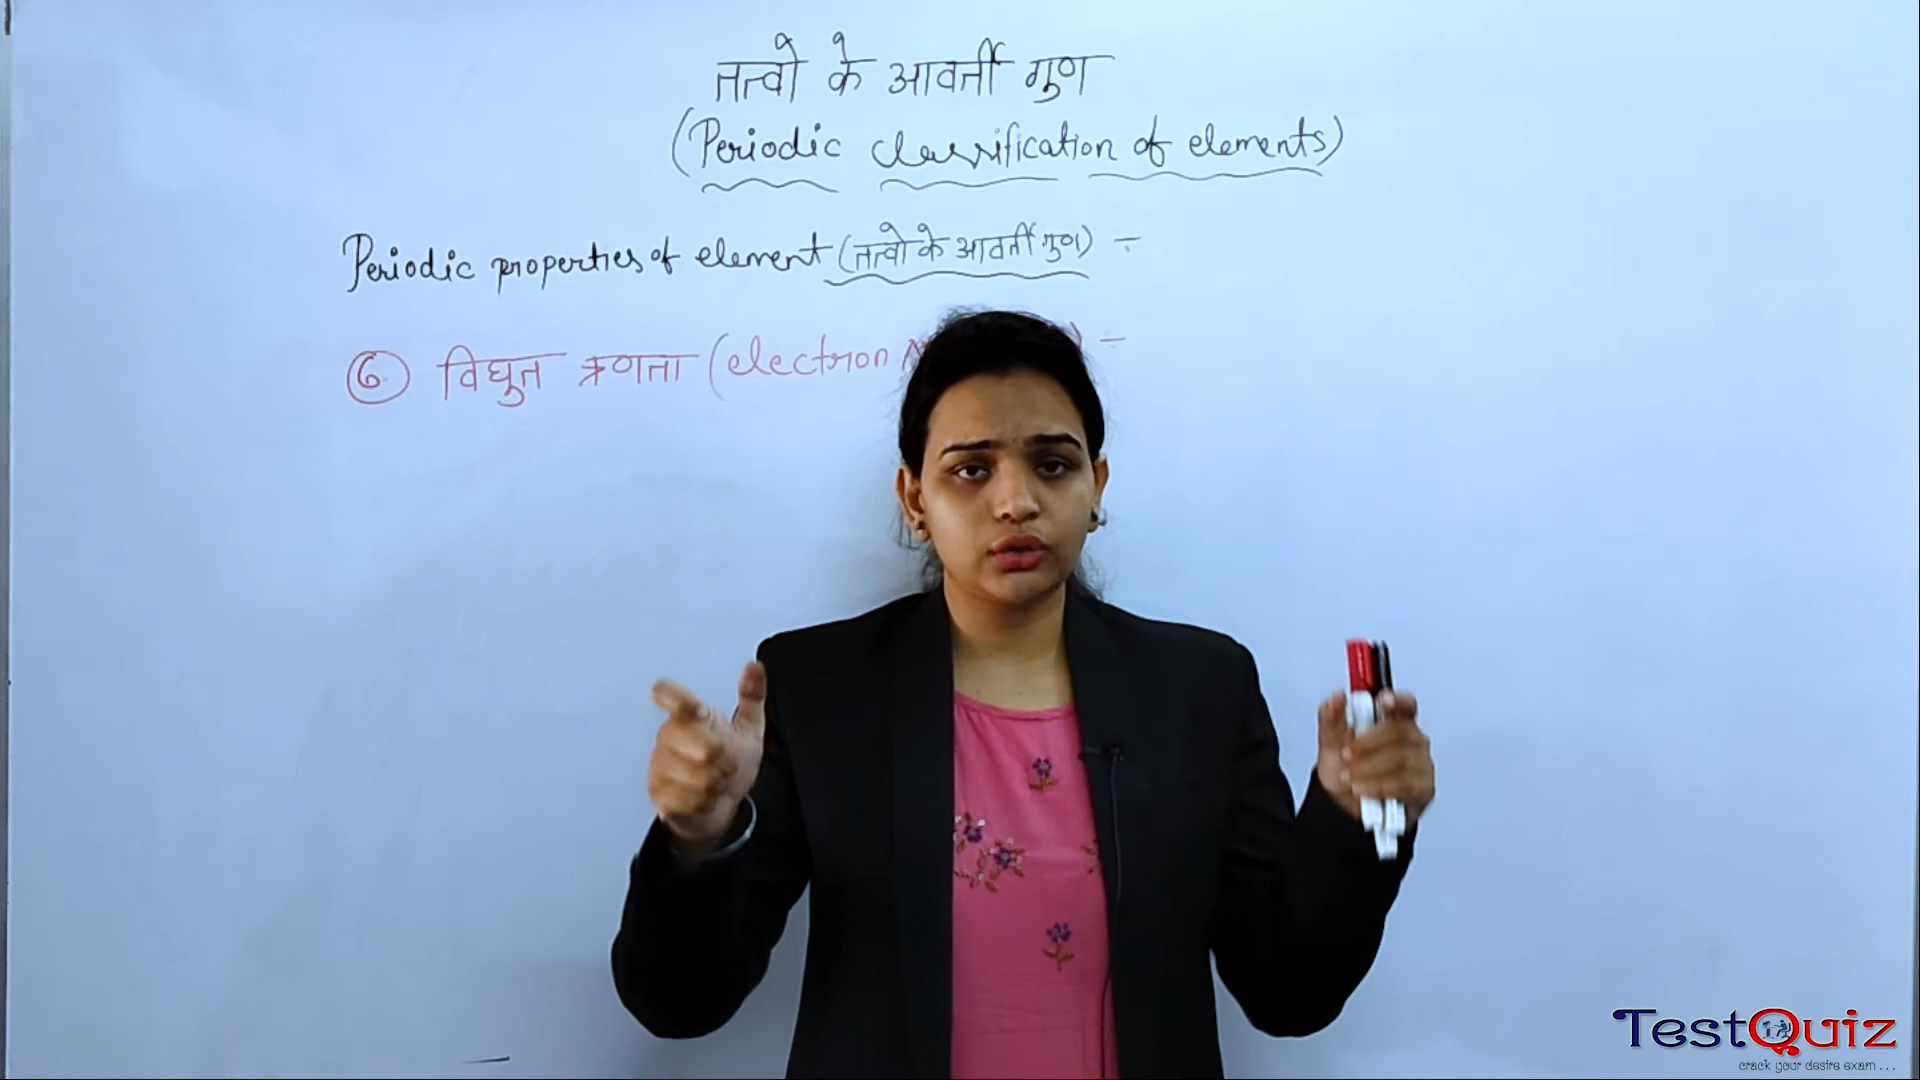 तत्वो के आवर्ती गुण
(Periodic classification of elements)
Periodic properties of element (तत्वो के आवर्ती गुण) ÷
6 विद्युत ऋणता (electron ) ÷
TestQuiz
crack your desire exam...